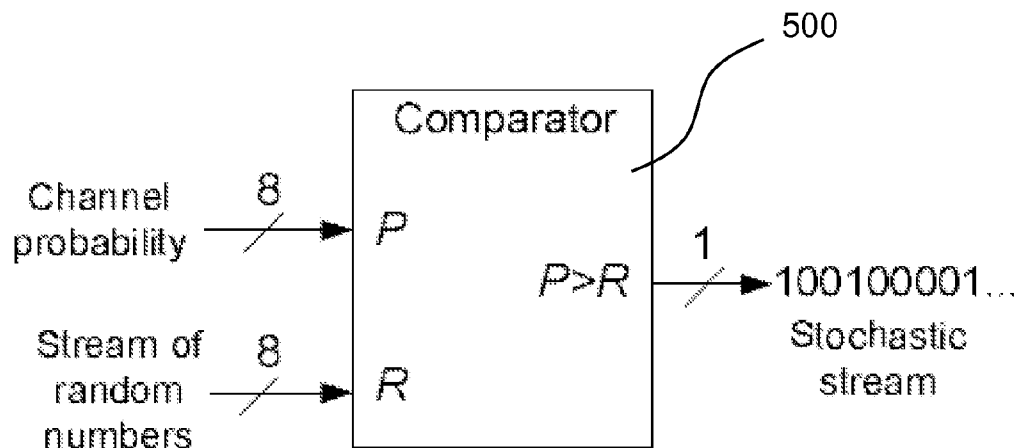 500
Comparator
Channel
probability
8
P
P>R
1
100100001...
Stochastic
stream
Stream of
random
numbers
8
R